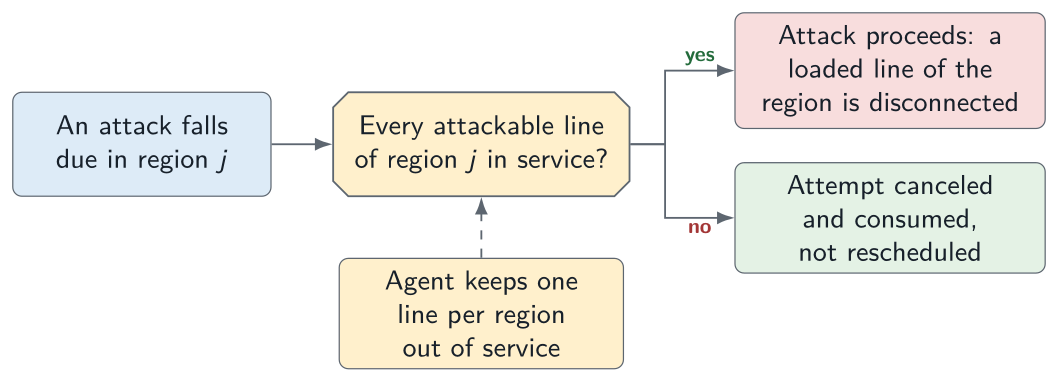 An attack falls
due in region j
Every attackable line
of region j in service?
yes
Attack proceeds: a
loaded line of the
region is disconnected
no
Attempt canceled
and consumed,
not rescheduled
Agent keeps one
line per region
out of service